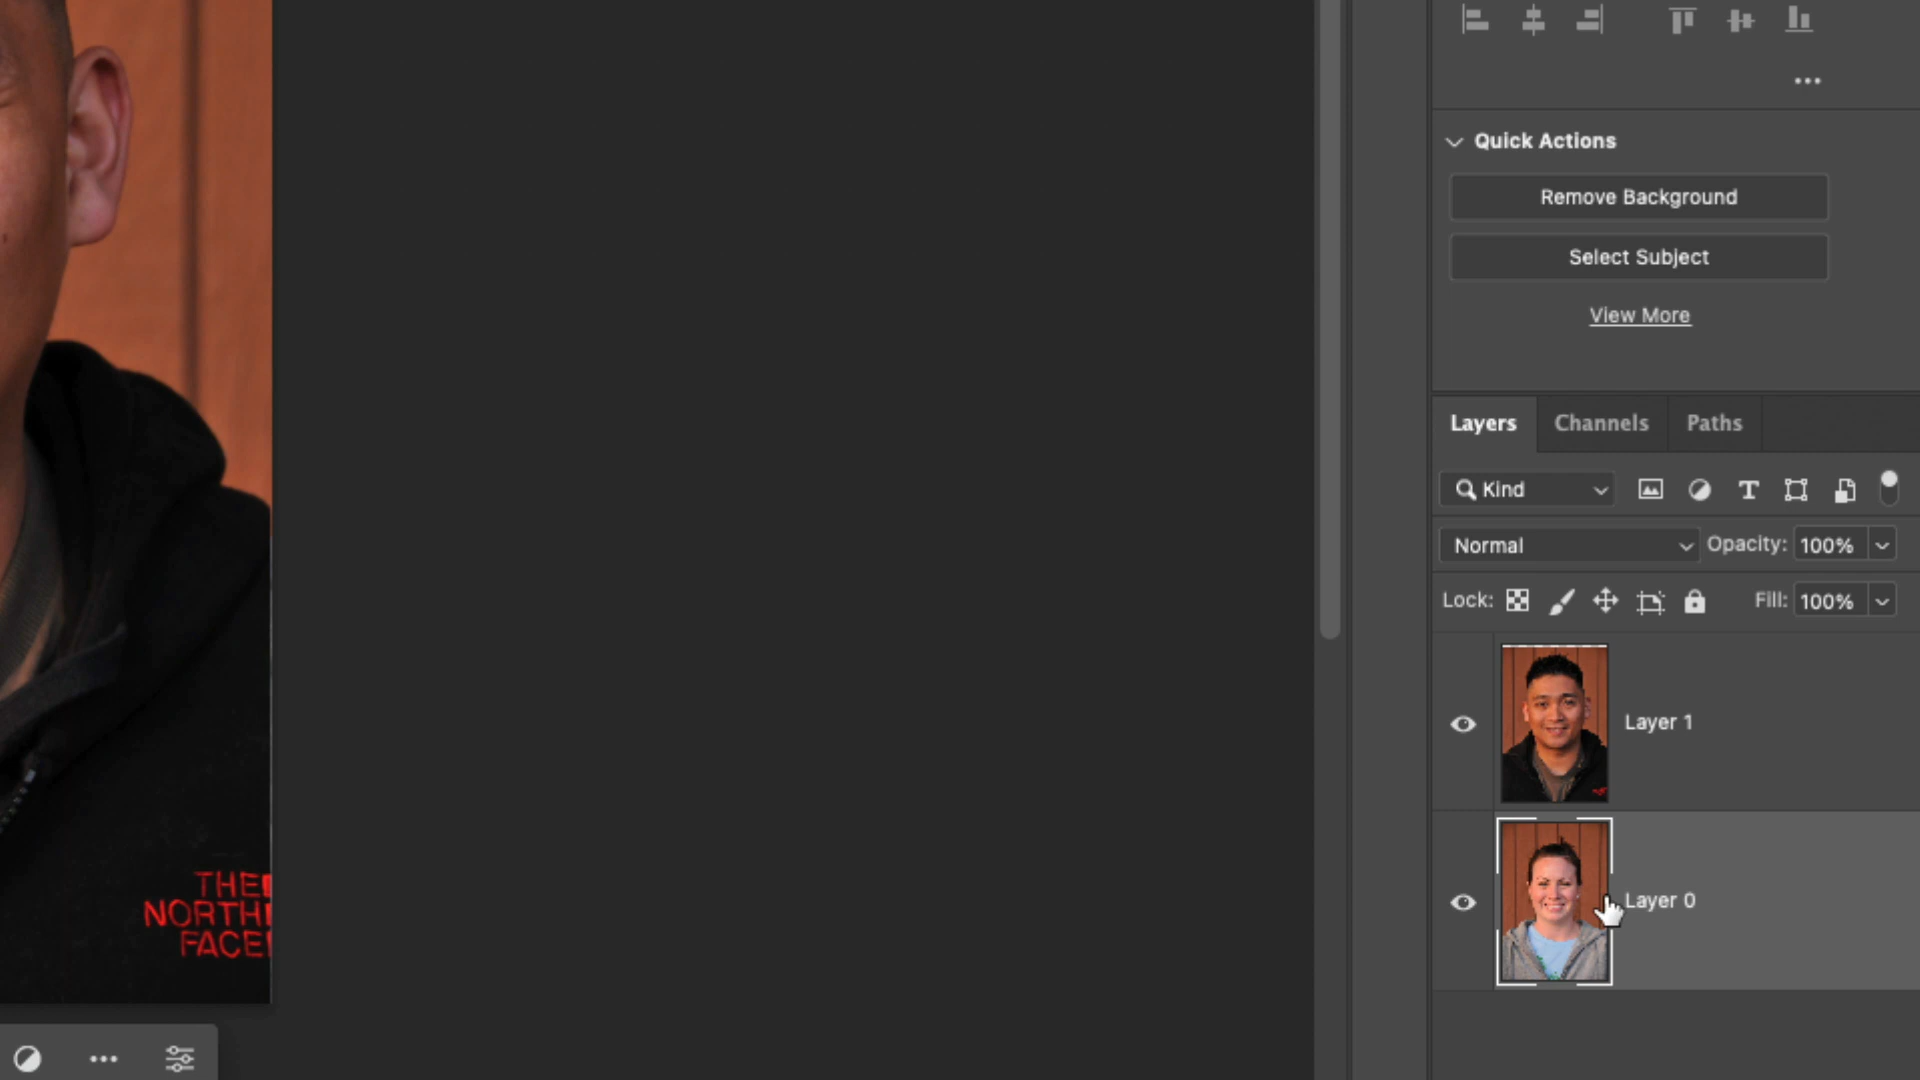 Quick Actions
Remove Background
Select Subject
View More
Layers Channels Paths
Kind
Normal Opacity: 100%
Lock: Fill: 100%
Layer 1
Layer 0
THE
NORTH
FACE